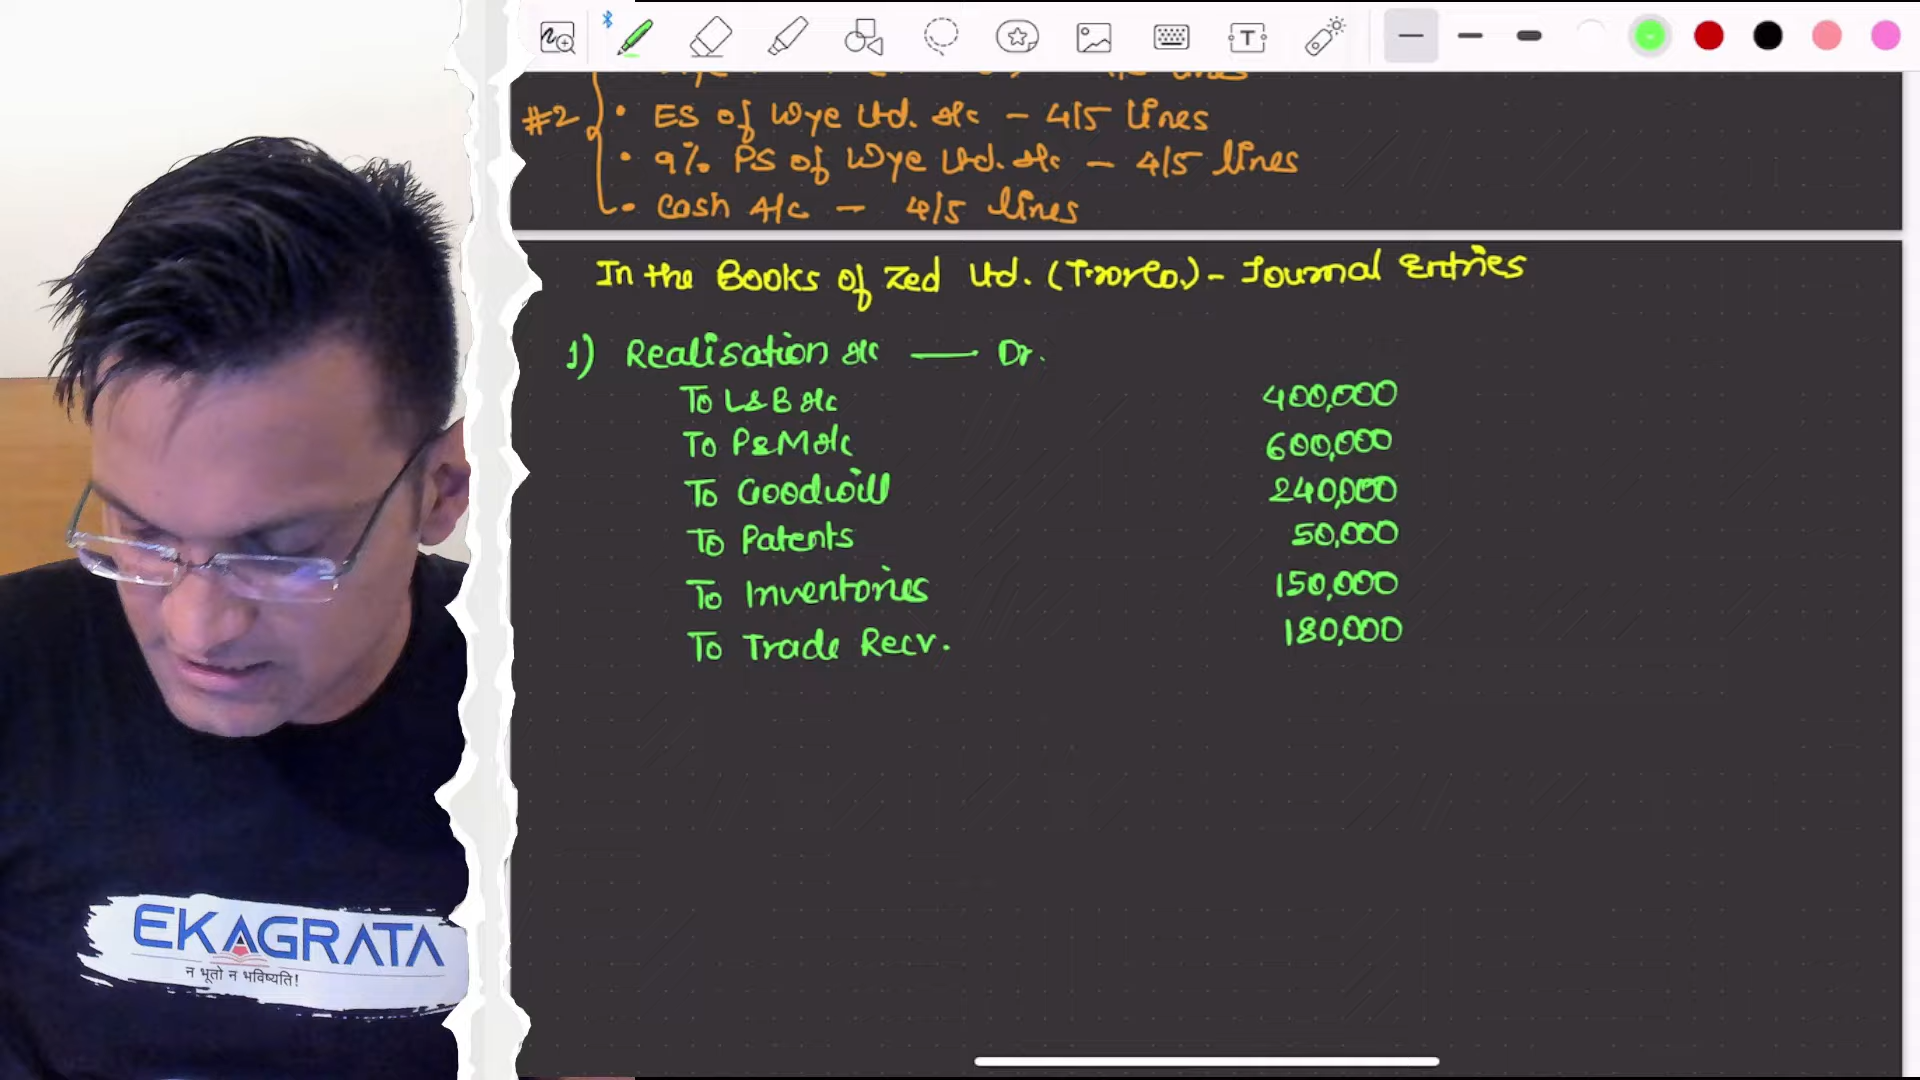 #2
• ES of Wye Ltd. A/c – 4/5 lines
• 9% PS of Wye Ltd. A/c – 4/5 lines
• Cash A/c – 4/5 lines
In the Books of Zed Ltd. (T'ror Co.) – Journal Entries
1) Realisation A/c —— Dr.
To L&B A/c 400,000
To P&M A/c 600,000
To Goodwill 240,000
To Patents 50,000
To Inventories 150,000
To Trade Recv. 180,000
T
EKAGRATA
न भूतो न भविष्यति!